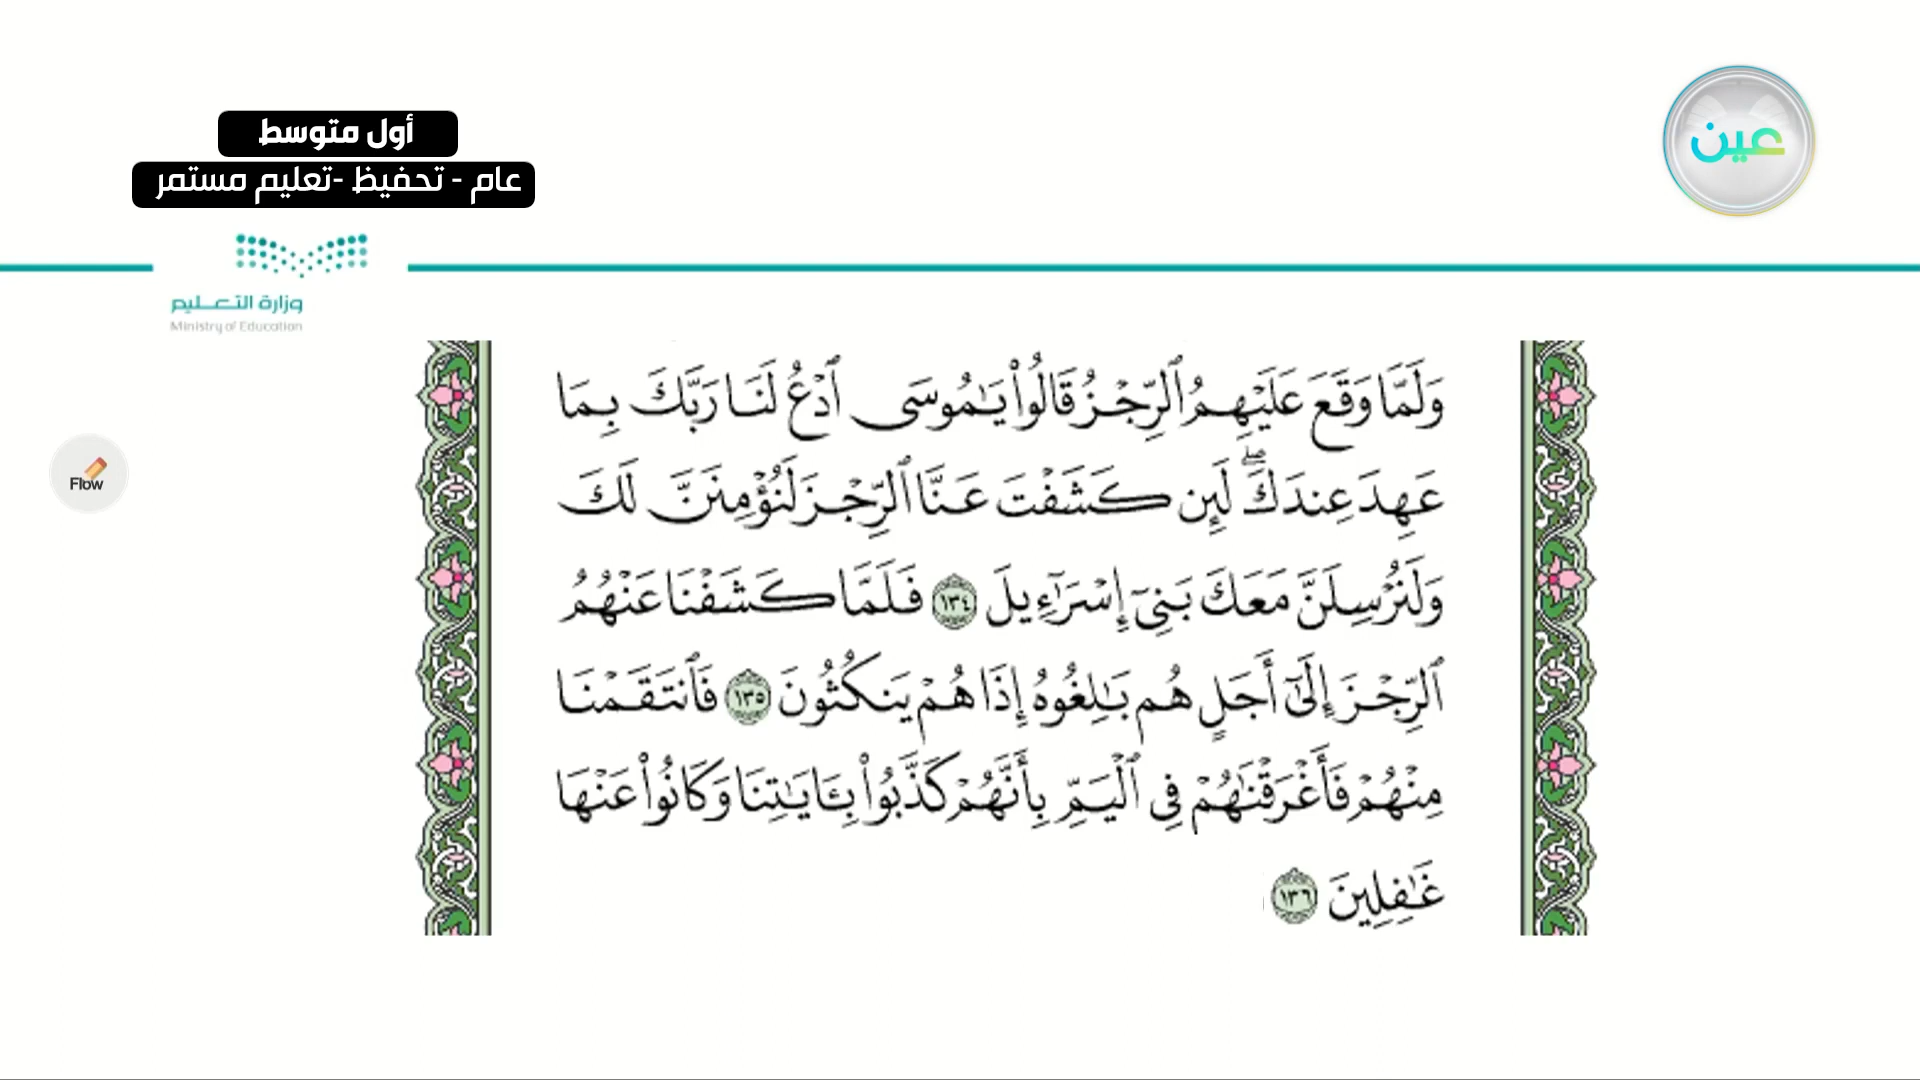 أول متوسط
عام - تحفيظ -تعليم مستمر
عين
وزارة التعليم
Ministry of Education
Flow
وَلَمَّا وَقَعَ عَلَيْهِمُ ٱلرِّجْزُ قَالُوا۟ يَـٰمُوسَى ٱدْعُ لَنَا رَبَّكَ بِمَا
عَهِدَ عِندَكَ ۖ لَئِن كَشَفْتَ عَنَّا ٱلرِّجْزَ لَنُؤْمِنَنَّ لَكَ
وَلَنُرْسِلَنَّ مَعَكَ بَنِىٓ إِسْرَٰٓءِيلَ ١٣٤ فَلَمَّا كَشَفْنَا عَنْهُمُ
ٱلرِّجْزَ إِلَىٰٓ أَجَلٍ هُم بَـٰلِغُوهُ إِذَا هُمْ يَنكُثُونَ ١٣٥ فَٱنتَقَمْنَا
مِنْهُمْ فَأَغْرَقْنَـٰهُمْ فِى ٱلْيَمِّ بِأَنَّهُمْ كَذَّبُوا۟ بِـَٔايَـٰتِنَا وَكَانُوا۟ عَنْهَا
غَـٰفِلِينَ ١٣٦